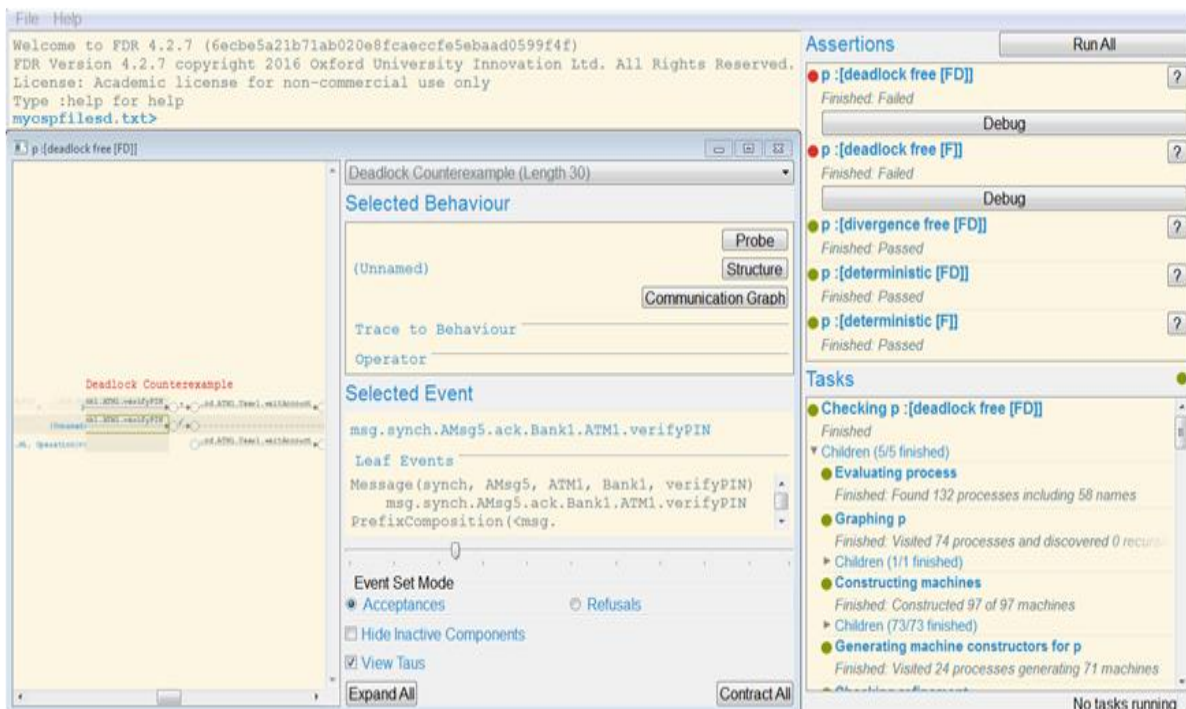 File Help
Welcome to FDR 4.2.7 (6ecbe5a21b71ab020e8fcaeccfe5ebaad0599f4f)
FDR Version 4.2.7 copyright 2016 Oxford University Innovation Ltd. All Rights Reserved.
License: Academic license for non-commercial use only
Type :help for help
myospfilesd.txt>
p :[deadlock free [FD]]
Deadlock Counterexample
Deadlock Counterexample (Length 30)
Selected Behaviour
Probe
(Unnamed)
Structure
Communication Graph
Trace to Behaviour
Operator
Selected Event
msg.synch.AMsg5.ack.Bank1.ATM1.verifyPIN
Leaf Events
Message(synch, AMsg5, ATM1, Bank1, verifyPIN)
msg.synch.AMsg5.ack.Bank1.ATM1.verifyPIN
PrefixComposition(<msg.
Event Set Mode
Acceptances
Refusals
Hide Inactive Components
View Taus
Expand All
Contract All
Assertions
Run All
p :[deadlock free [FD]]
?
Finished: Failed
Debug
p :[deadlock free [F]]
?
Finished: Failed
Debug
p :[divergence free [FD]]
?
Finished: Passed
p :[deterministic [FD]]
?
Finished: Passed
p :[deterministic [F]]
?
Finished: Passed
Tasks
Checking p :[deadlock free [FD]]
Finished
Children (5/5 finished)
Evaluating process
Finished: Found 132 processes including 58 names
Graphing p
Finished: Visited 74 processes and discovered 0
Children (1/1 finished)
Constructing machines
Finished: Constructed 97 of 97 machines
Children (73/73 finished)
Generating machine constructors for p
Finished: Visited 24 processes generating 71 machines
No tasks running